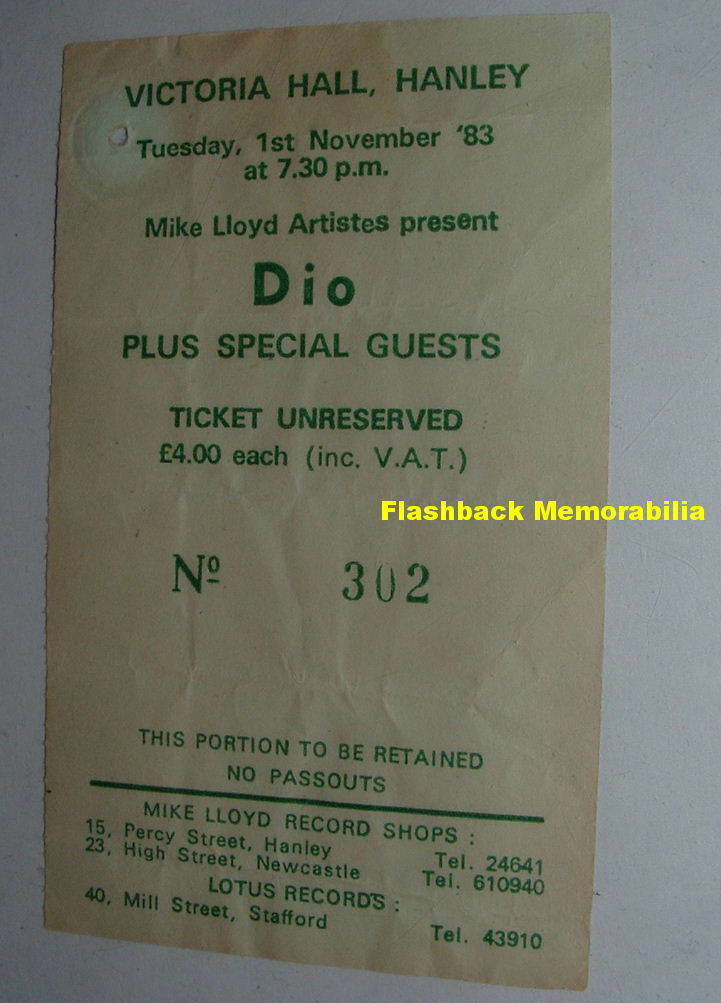 VICTORIA HALL, HANLEY
Tuesday, 1st November '83
at 7.30 p.m.
Mike Lloyd Artistes present
Dio
PLUS SPECIAL GUESTS
TICKET UNRESERVED
£4.00 each (inc. V.A.T.)
Flashback Memorabilia
Nº 302
THIS PORTION TO BE RETAINED
NO PASSOUTS
MIKE LLOYD RECORD SHOPS :
15, Percy Street, Hanley Tel. 24641
23, High Street, Newcastle Tel. 610940
LOTUS RECORDS :
40, Mill Street, Stafford Tel. 43910